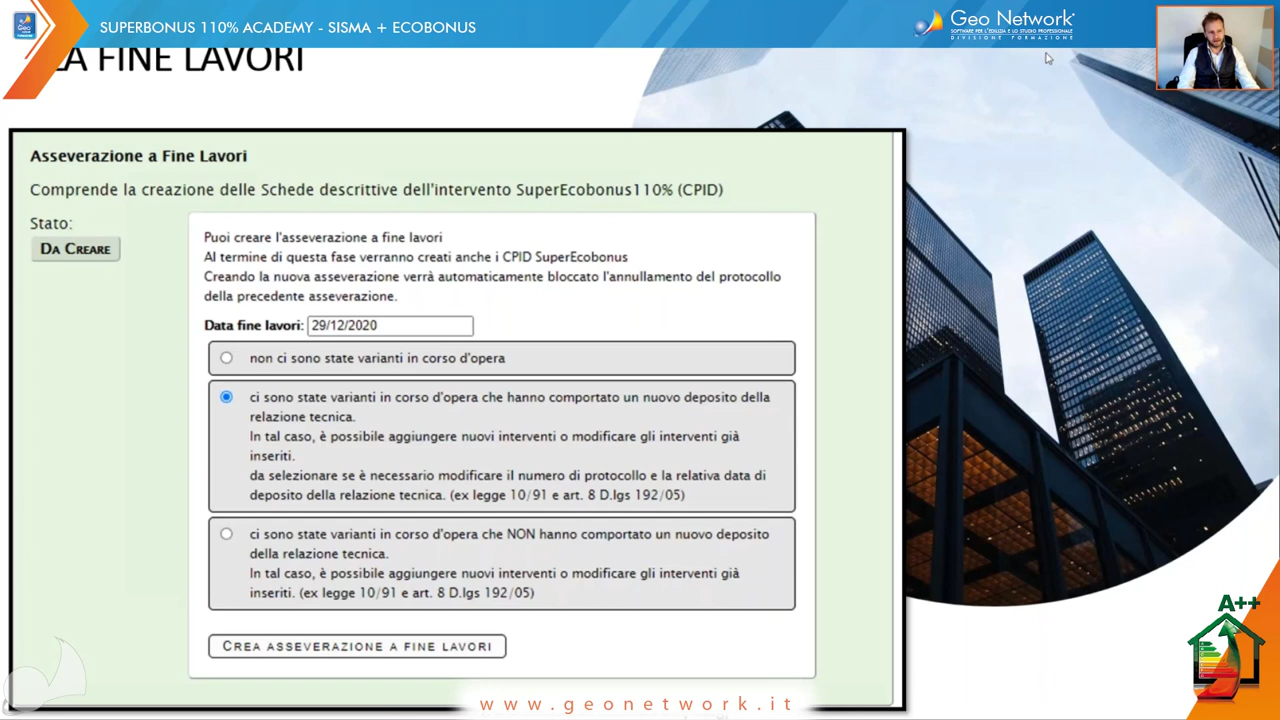 SUPERBONUS 110% ACADEMY - SISMA + ECOBONUS
Geo Network
SOFTWARE PER L'EDILIZIA E LO STUDIO PROFESSIONALE
DIVISIONE FORMAZIONE
LA FINE LAVORI
Asseverazione a Fine Lavori
Comprende la creazione delle Schede descrittive dell'intervento SuperEcobonus110% (CPID)
Stato:
DA CREARE
Puoi creare l'asseverazione a fine lavori
Al termine di questa fase verranno creati anche i CPID SuperEcobonus
Creando la nuova asseverazione verrà automaticamente bloccato l'annullamento del protocollo
della precedente asseverazione.
Data fine lavori: 29/12/2020
non ci sono state varianti in corso d'opera
ci sono state varianti in corso d'opera che hanno comportato un nuovo deposito della
relazione tecnica.
In tal caso, è possibile aggiungere nuovi interventi o modificare gli interventi già
inseriti.
da selezionare se è necessario modificare il numero di protocollo e la relativa data di
deposito della relazione tecnica. (ex legge 10/91 e art. 8 D.lgs 192/05)
ci sono state varianti in corso d'opera che NON hanno comportato un nuovo deposito
della relazione tecnica.
In tal caso, è possibile aggiungere nuovi interventi o modificare gli interventi già
inseriti. (ex legge 10/91 e art. 8 D.lgs 192/05)
CREA ASSEVERAZIONE A FINE LAVORI
A++
www.geonetwork.it